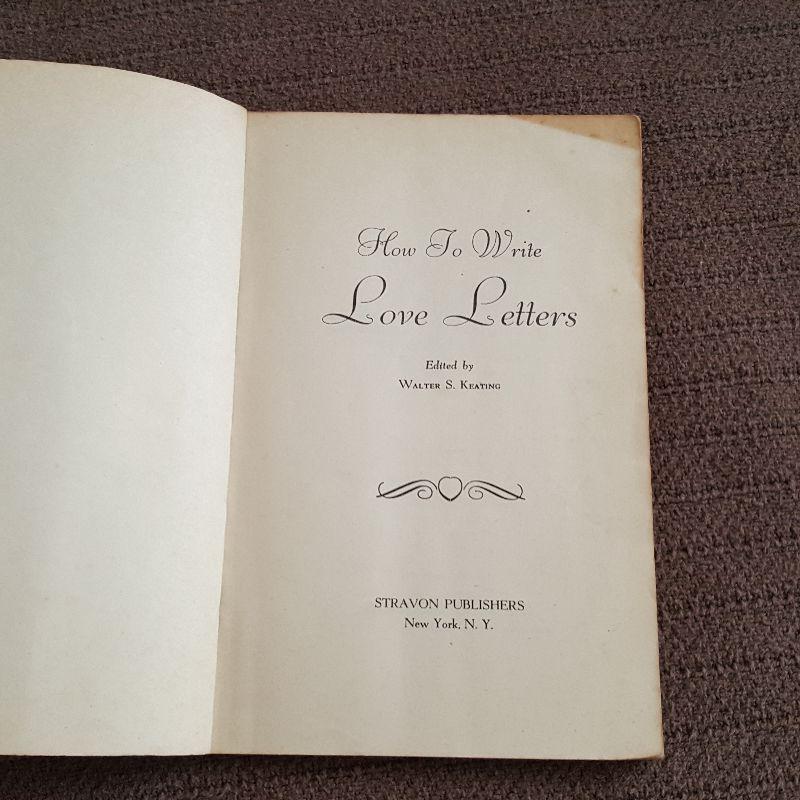 How To Write
Love Letters
Edited by
Walter S. Keating
STRAVON PUBLISHERS
New York, N. Y.